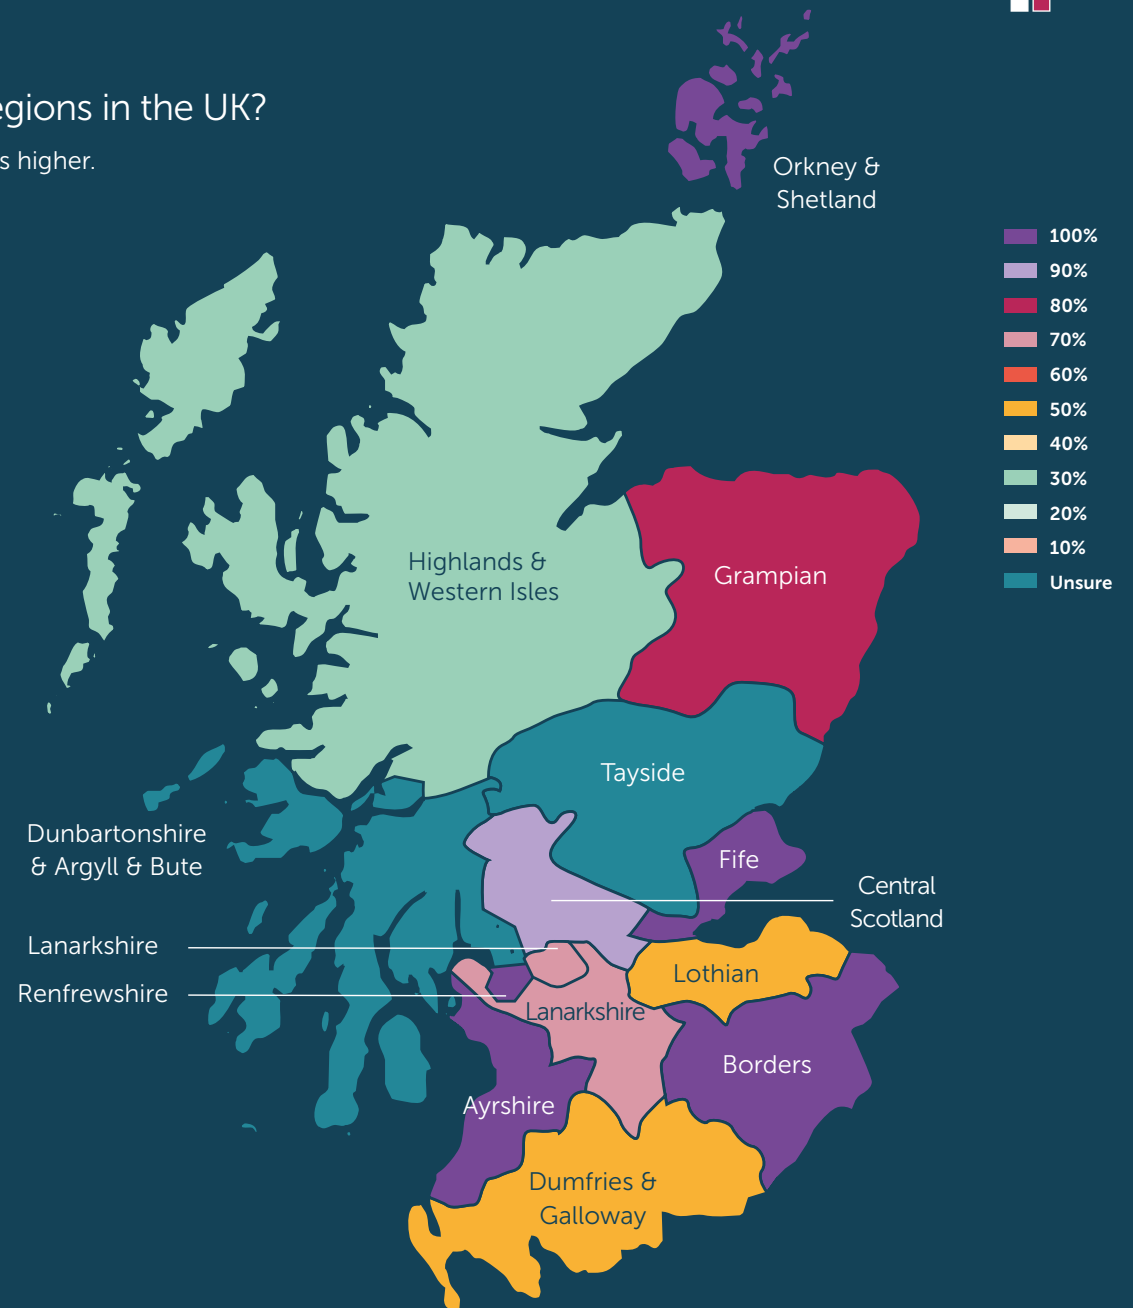 egions in the UK?
s higher.
Orkney &
Shetland
100%
90%
80%
70%
60%
50%
40%
30%
20%
10%
Unsure
Highlands &
Western Isles
Grampian
Tayside
Dunbartonshire
& Argyll & Bute
Fife
Central
Scotland
Lanarkshire
Renfrewshire
Lothian
Lanarkshire
Borders
Ayrshire
Dumfries &
Galloway